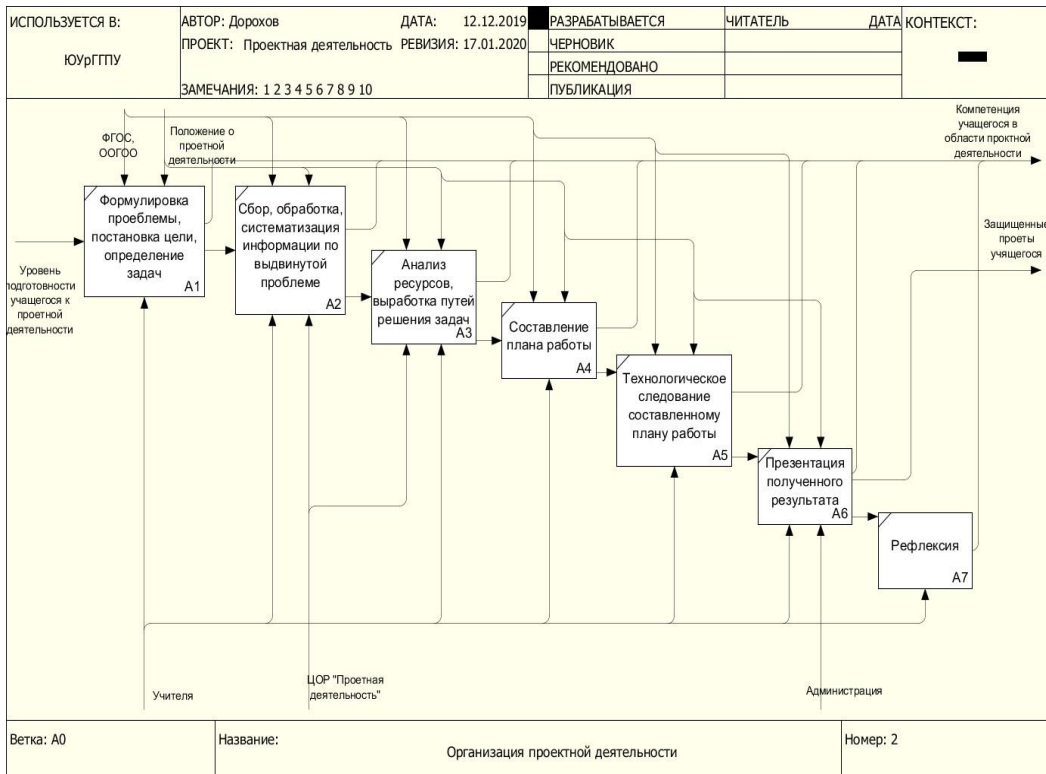 ИСПОЛЬЗУЕТСЯ В:
ЮУрГГПУ
АВТОР: Дорохов
ДАТА: 12.12.2019
ПРОЕКТ: Проектная деятельность
РЕВИЗИЯ: 17.01.2020
ЗАМЕЧАНИЯ: 1 2 3 4 5 6 7 8 9 10
РАЗРАБАТЫВАЕТСЯ
ЧЕРНОВИК
РЕКОМЕНДОВАНО
ПУБЛИКАЦИЯ
ЧИТАТЕЛЬ
ДАТА
КОНТЕКСТ:
ФГОС,
ООГОО
Положение о
проетной
деятельности
Компетенция
учащегося в
области проктной
деятельности
Защищенные
проеты
учящегося
Уровень
подготовности
учащегося к
проетной
деятельности
Формулировка
проеблемы,
постановка цели,
определение
задач
A1
Сбор, обработка,
систематизация
информации по
выдвинутой
проблеме
A2
Анализ
ресурсов,
выработка путей
решения задач
A3
Составление
плана работы
A4
Технологическое
следование
составленному
плану работы
A5
Презентация
полученного
результата
A6
Рефлексия
A7
Учителя
ЦОР "Проетная
деятельность"
Администрация
Ветка: A0
Название:
Организация проектной деятельности
Номер: 2